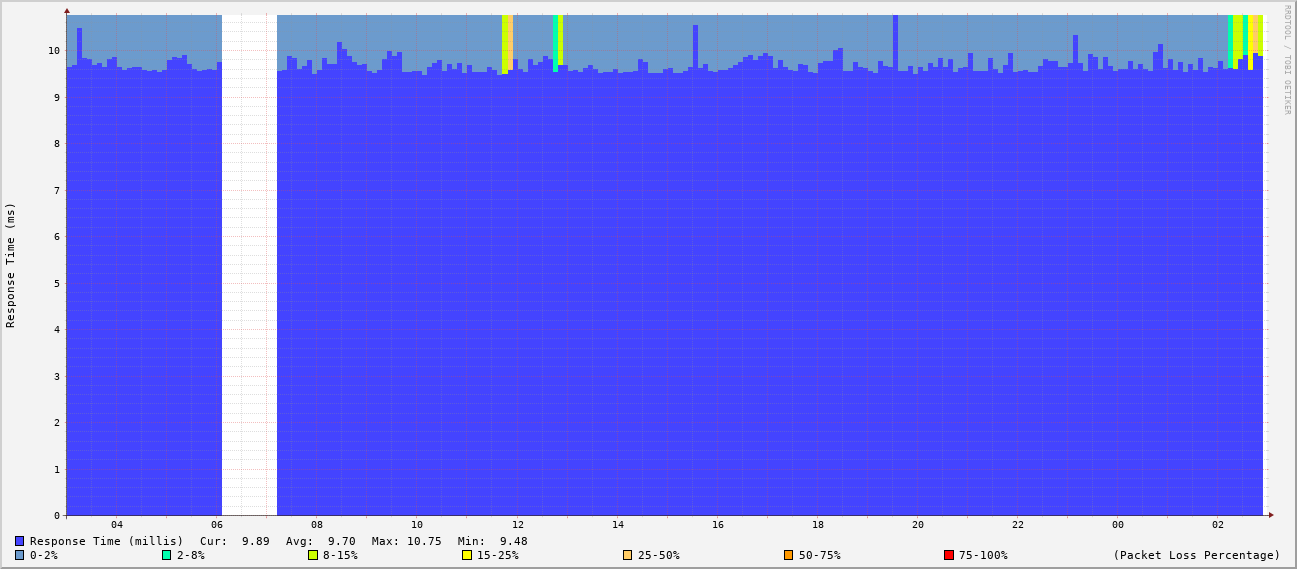 RRDTOOL / TOBI OETIKER
Response Time (ms)
10
9
8
7
6
5
4
3
2
1
0
04 06 08 10 12 14 16 18 20 22 00 02
Response Time (millis) Cur: 9.89 Avg: 9.70 Max: 10.75 Min: 9.48
0-2% 2-8% 8-15% 15-25% 25-50% 50-75% 75-100% (Packet Loss Percentage)